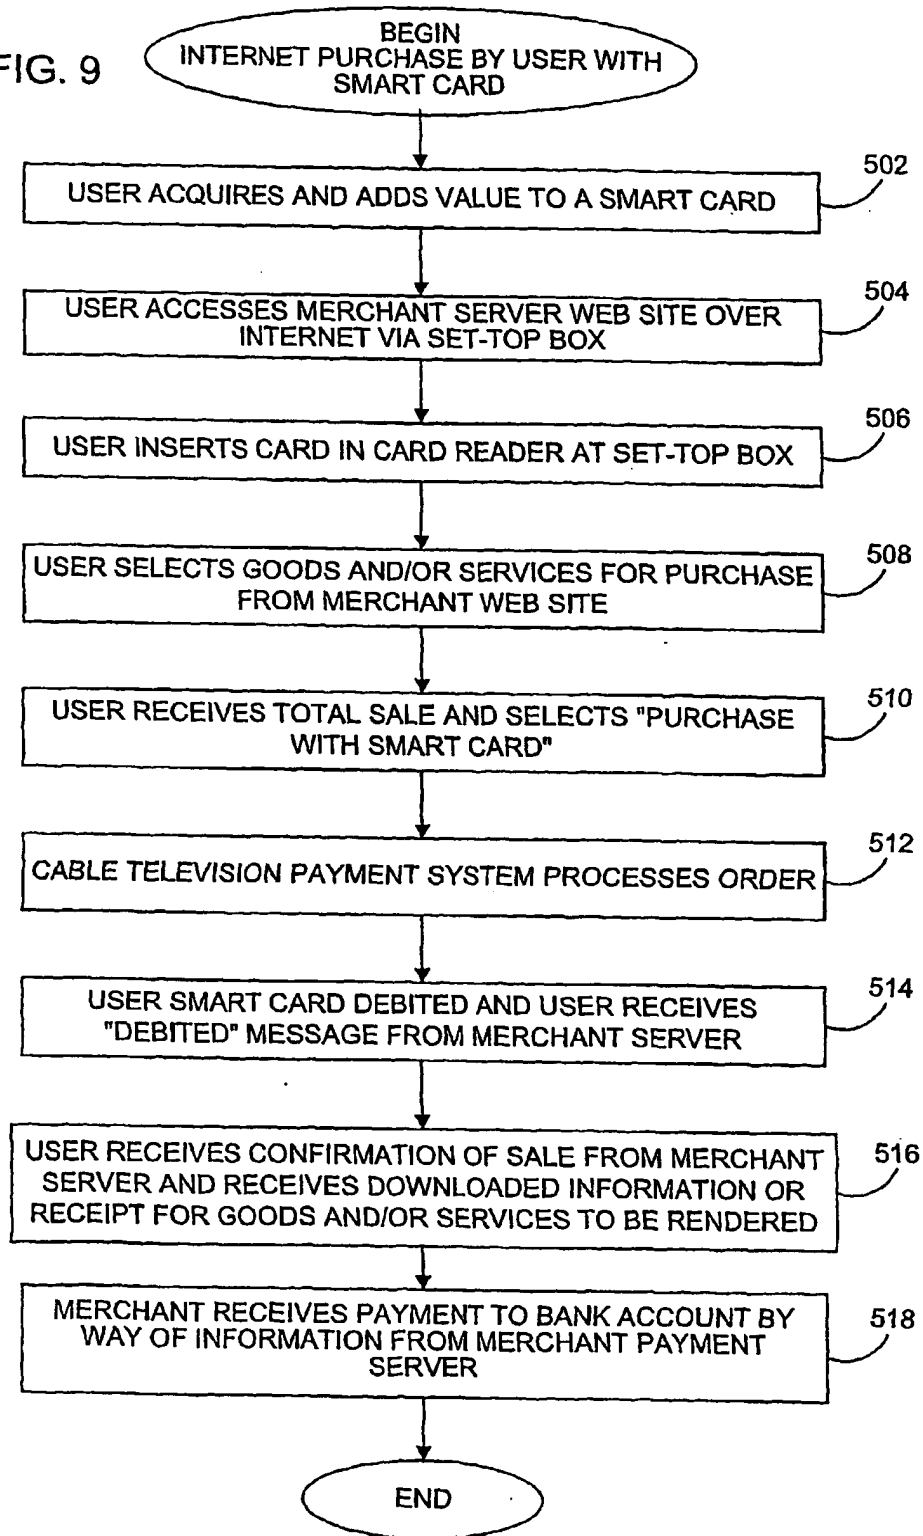 FIG. 9
BEGIN
INTERNET PURCHASE BY USER WITH
SMART CARD
502
USER ACQUIRES AND ADDS VALUE TO A SMART CARD
504
USER ACCESSES MERCHANT SERVER WEB SITE OVER
INTERNET VIA SET-TOP BOX
506
USER INSERTS CARD IN CARD READER AT SET-TOP BOX
508
USER SELECTS GOODS AND/OR SERVICES FOR PURCHASE
FROM MERCHANT WEB SITE
510
USER RECEIVES TOTAL SALE AND SELECTS "PURCHASE
WITH SMART CARD"
512
CABLE TELEVISION PAYMENT SYSTEM PROCESSES ORDER
514
USER SMART CARD DEBITED AND USER RECEIVES
"DEBITED" MESSAGE FROM MERCHANT SERVER
516
USER RECEIVES CONFIRMATION OF SALE FROM MERCHANT
SERVER AND RECEIVES DOWNLOADED INFORMATION OR
RECEIPT FOR GOODS AND/OR SERVICES TO BE RENDERED
518
MERCHANT RECEIVES PAYMENT TO BANK ACCOUNT BY
WAY OF INFORMATION FROM MERCHANT PAYMENT
SERVER
END